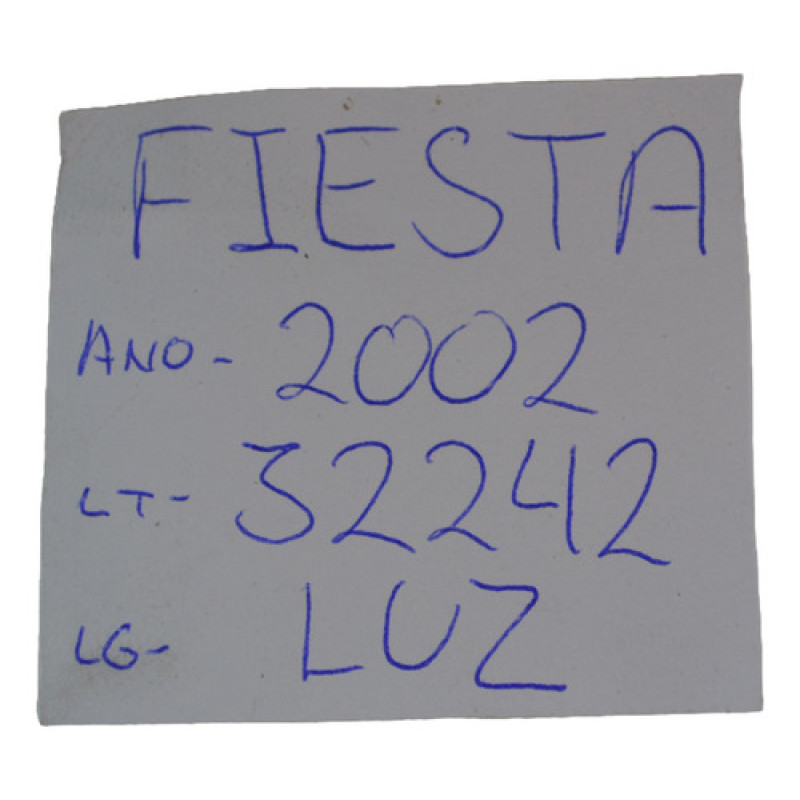 FIESTA
ANO- 2002
LT- 32242
LG- LUZ